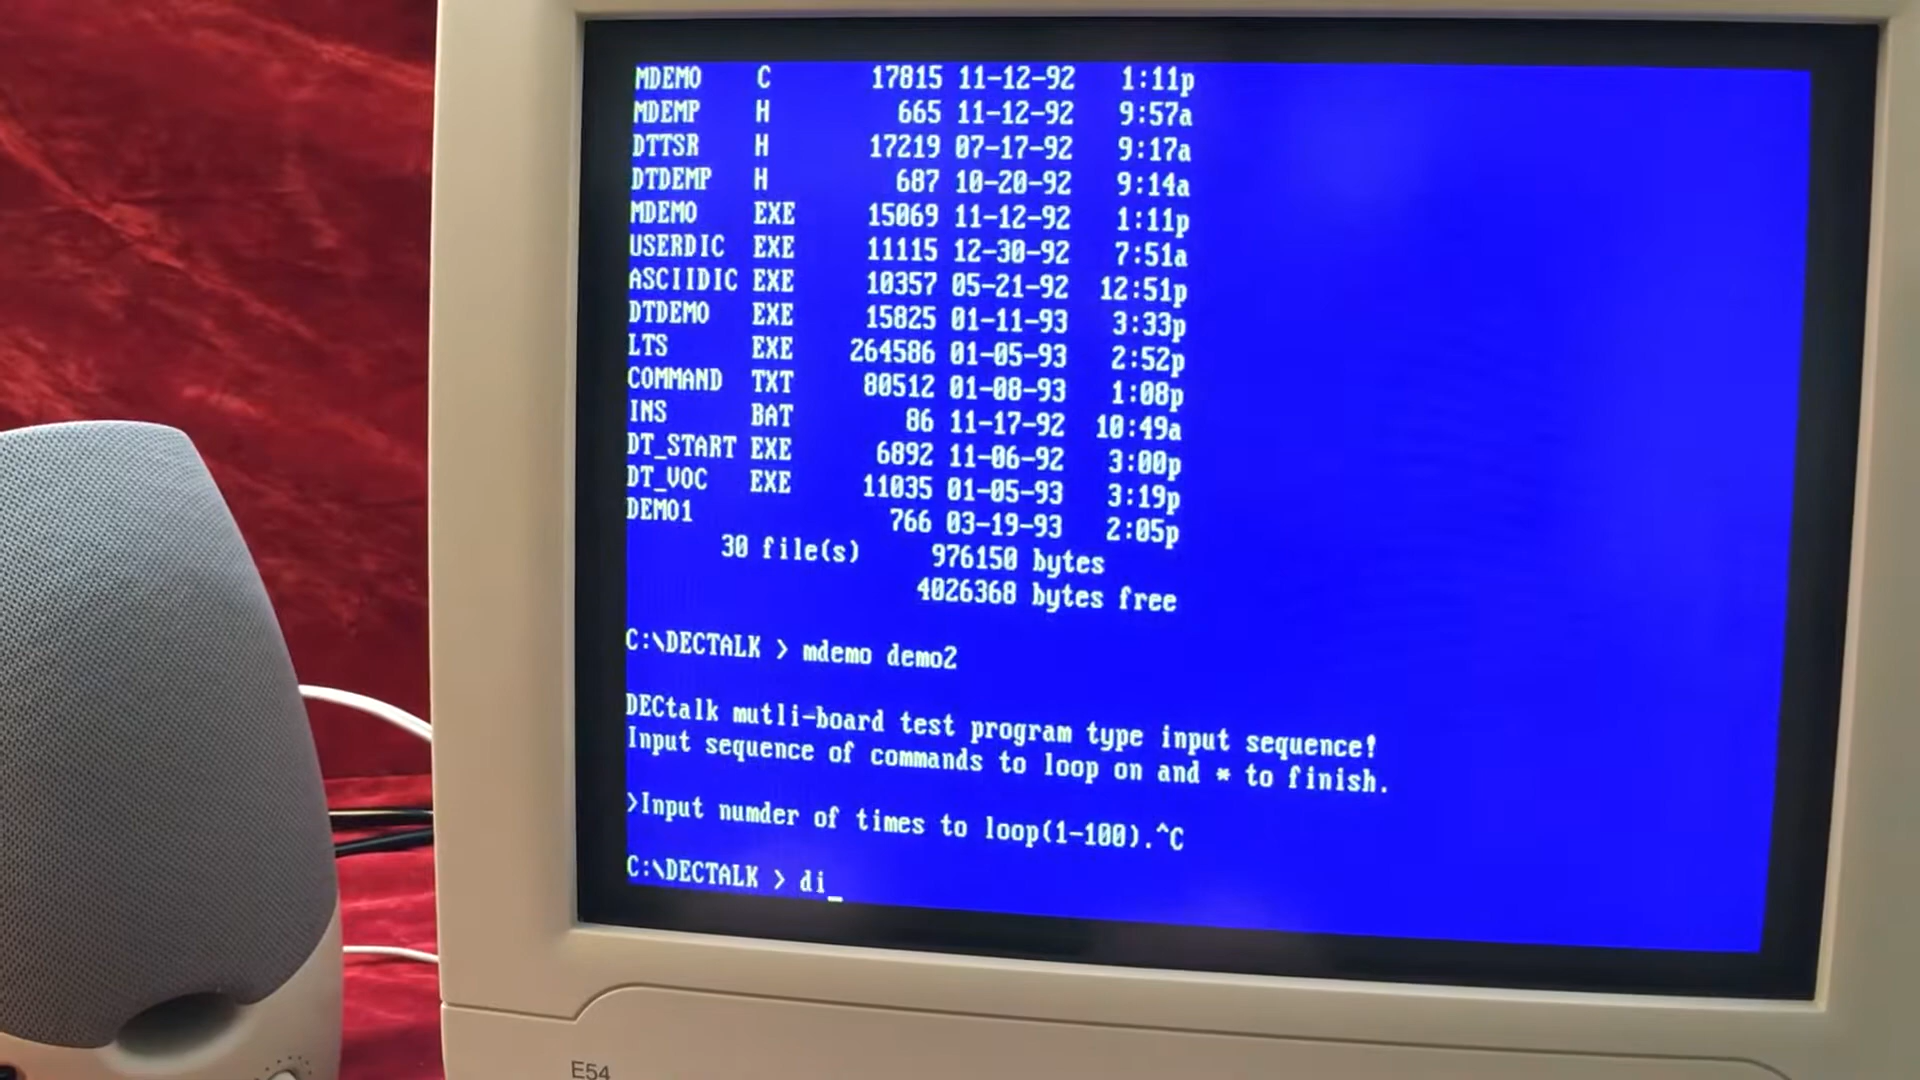 MDEMO C 17815 11-12-92 1:11p
MDEMP H 665 11-12-92 9:57a
DTTSR H 17219 07-17-92 9:17a
DTDEMP H 687 10-20-92 9:14a
MDEMO EXE 15069 11-12-92 1:11p
USERDIC EXE 11115 12-30-92 7:51a
ASCIIDIC EXE 10357 05-21-92 12:51p
DTDEMO EXE 15825 01-11-93 3:33p
LTS EXE 264586 01-05-93 2:52p
COMMAND TXT 80512 01-08-93 1:08p
INS BAT 86 11-17-92 10:49a
DT_START EXE 6892 11-06-92 3:00p
DT_VOC EXE 11035 01-05-93 3:19p
DEMO1 766 03-19-93 2:05p
30 file(s) 976150 bytes
4026368 bytes free
C:\DECTALK > mdemo demo2
DECtalk mutli-board test program type input sequence!
Input sequence of commands to loop on and * to finish.
>Input numder of times to loop(1-100).^C
C:\DECTALK > di_
E54